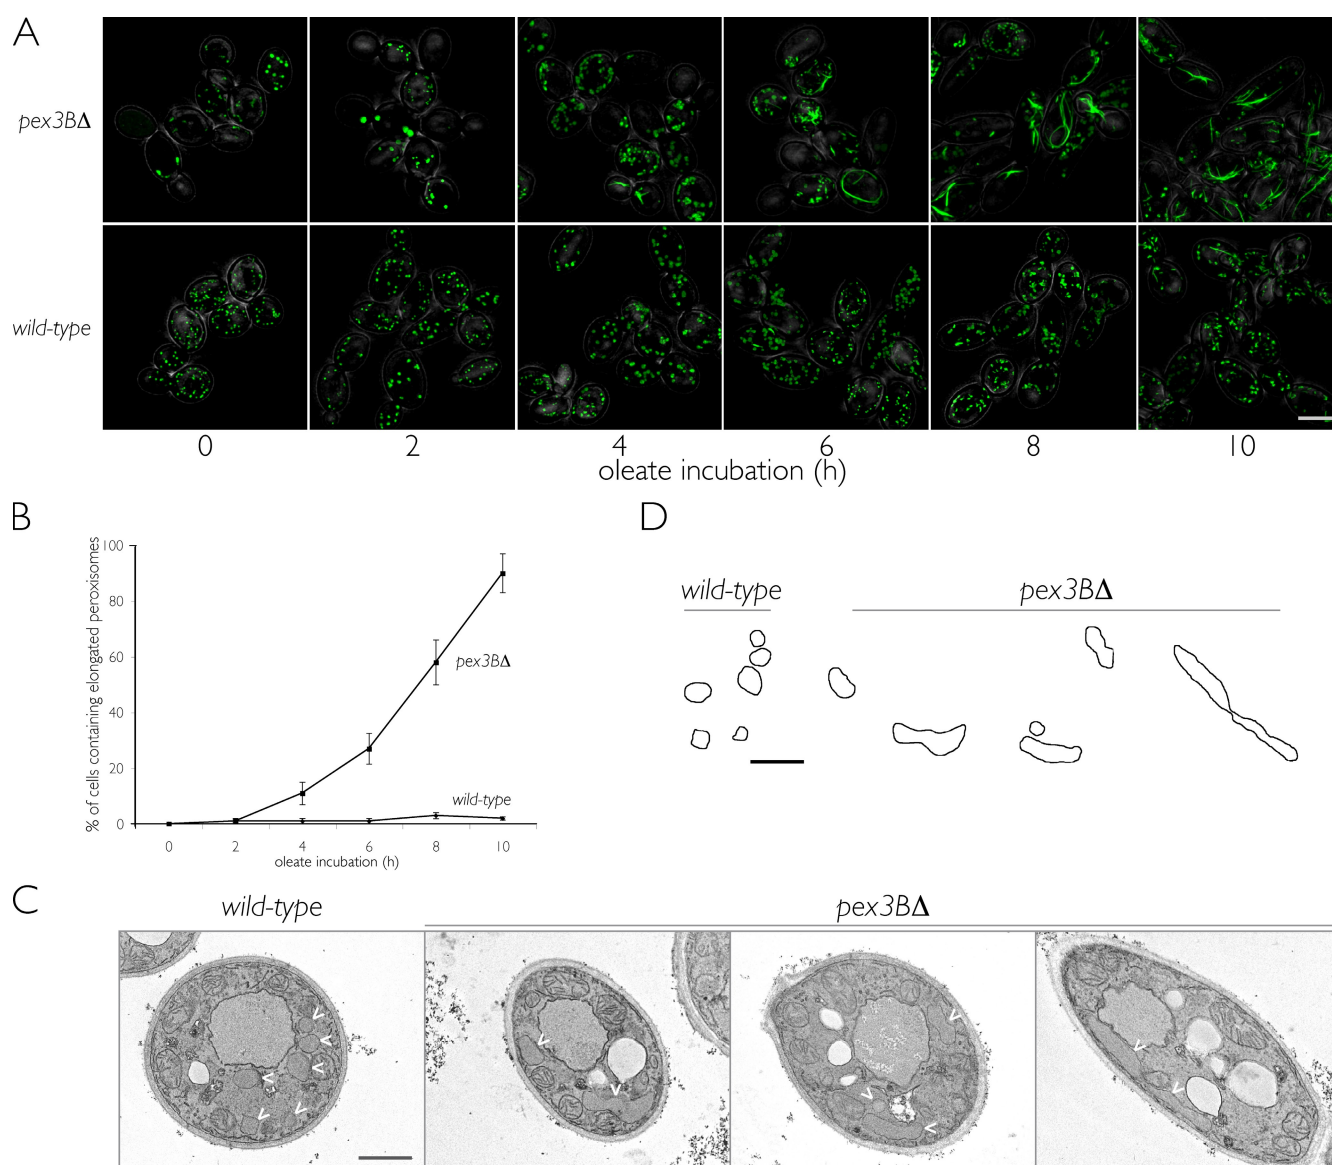 A
pex3BΔ
wild-type
0 2 4 6 8 10
oleate incubation (h)
B
% of cells containing elongated peroxisomes
100
80
60
40
20
0
pex3BΔ
wild-type
0 2 4 6 8 10
oleate incubation (h)
D
wild-type pex3BΔ
C
wild-type pex3BΔ